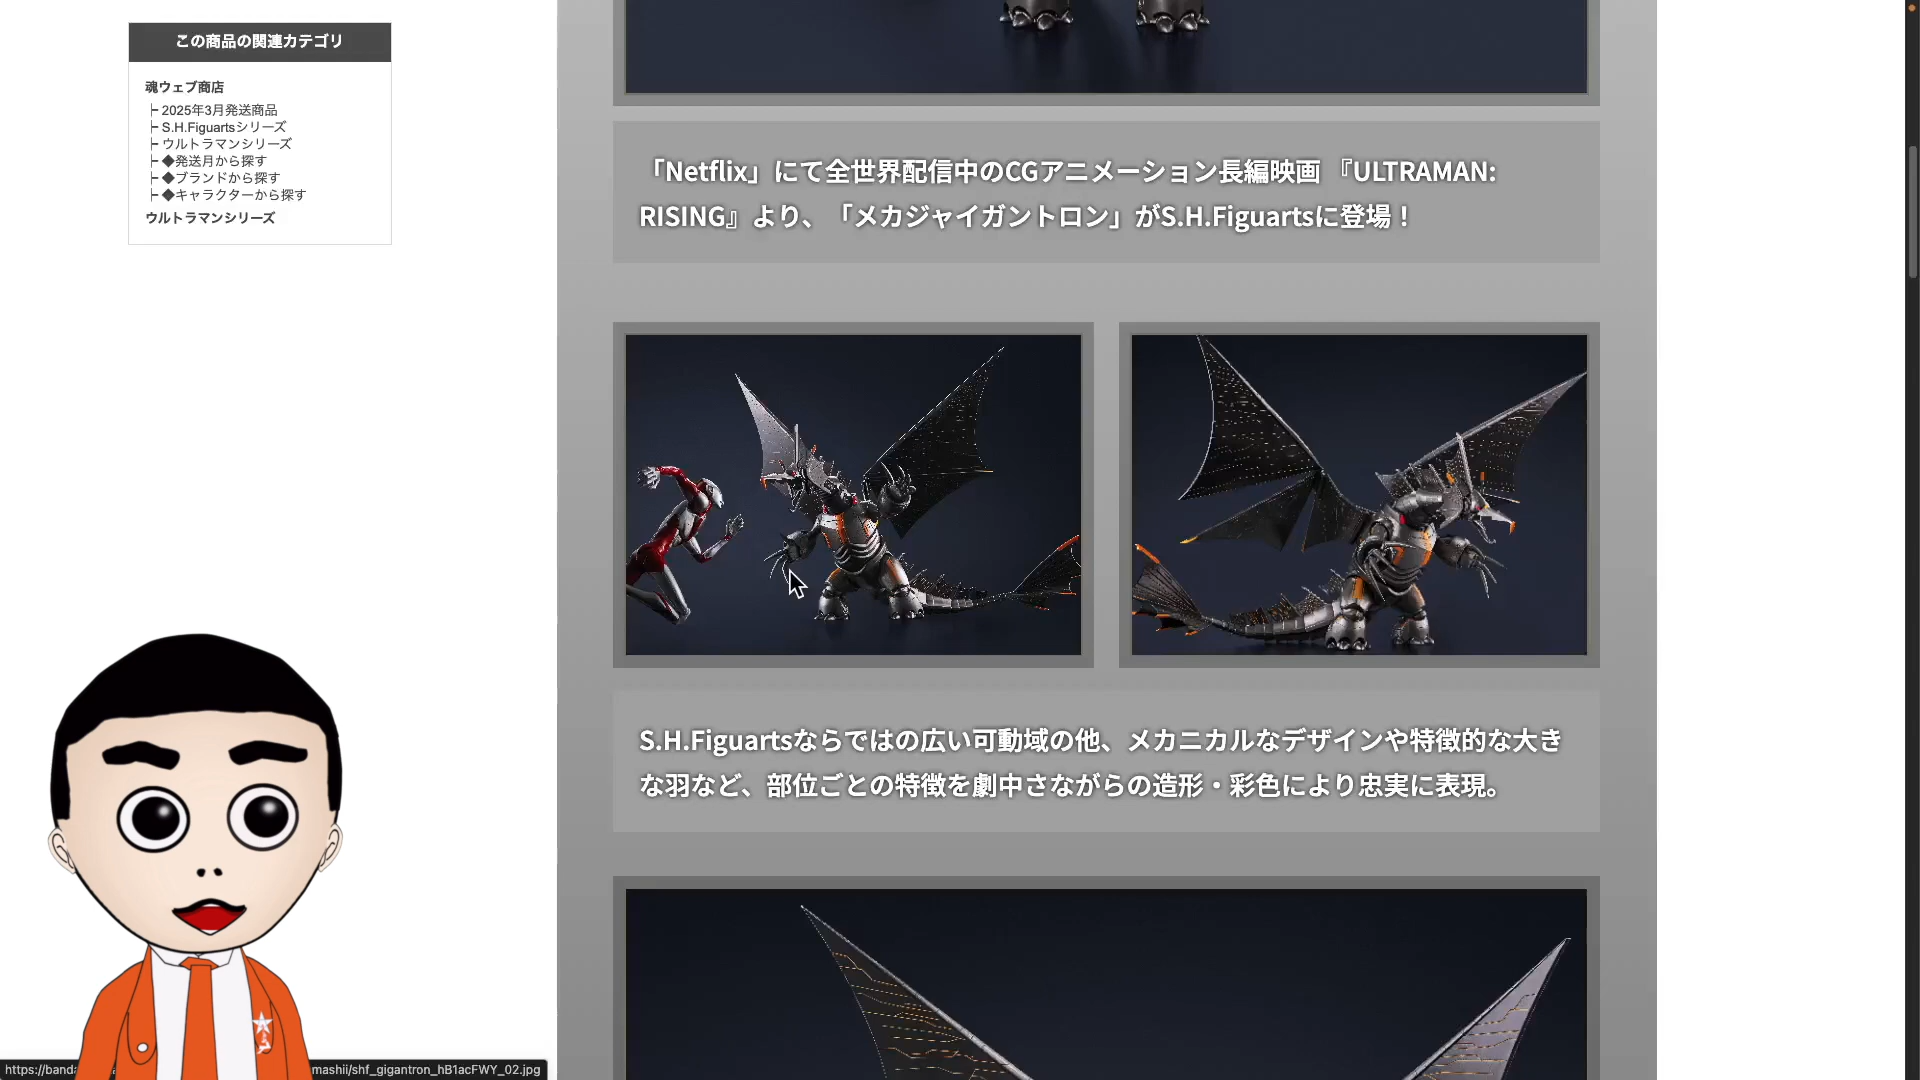 この商品の関連カテゴリ
魂ウェブ商店
├ 2025年3月発送商品
├ S.H.Figuartsシリーズ
├ ウルトラマンシリーズ
├ ◆発送月から探す
├ ◆ブランドから探す
├ ◆キャラクターから探す
ウルトラマンシリーズ
「Netflix」にて全世界配信中のCGアニメーション長編映画 『ULTRAMAN:
RISING』より、「メカジャイガントロン」がS.H.Figuartsに登場！
S.H.Figuartsならではの広い可動域の他、メカニカルなデザインや特徴的な大き
な羽など、部位ごとの特徴を劇中さながらの造形・彩色により忠実に表現。
https://banda
mashii/shf_gigantron_hB1acFWY_02.jpg